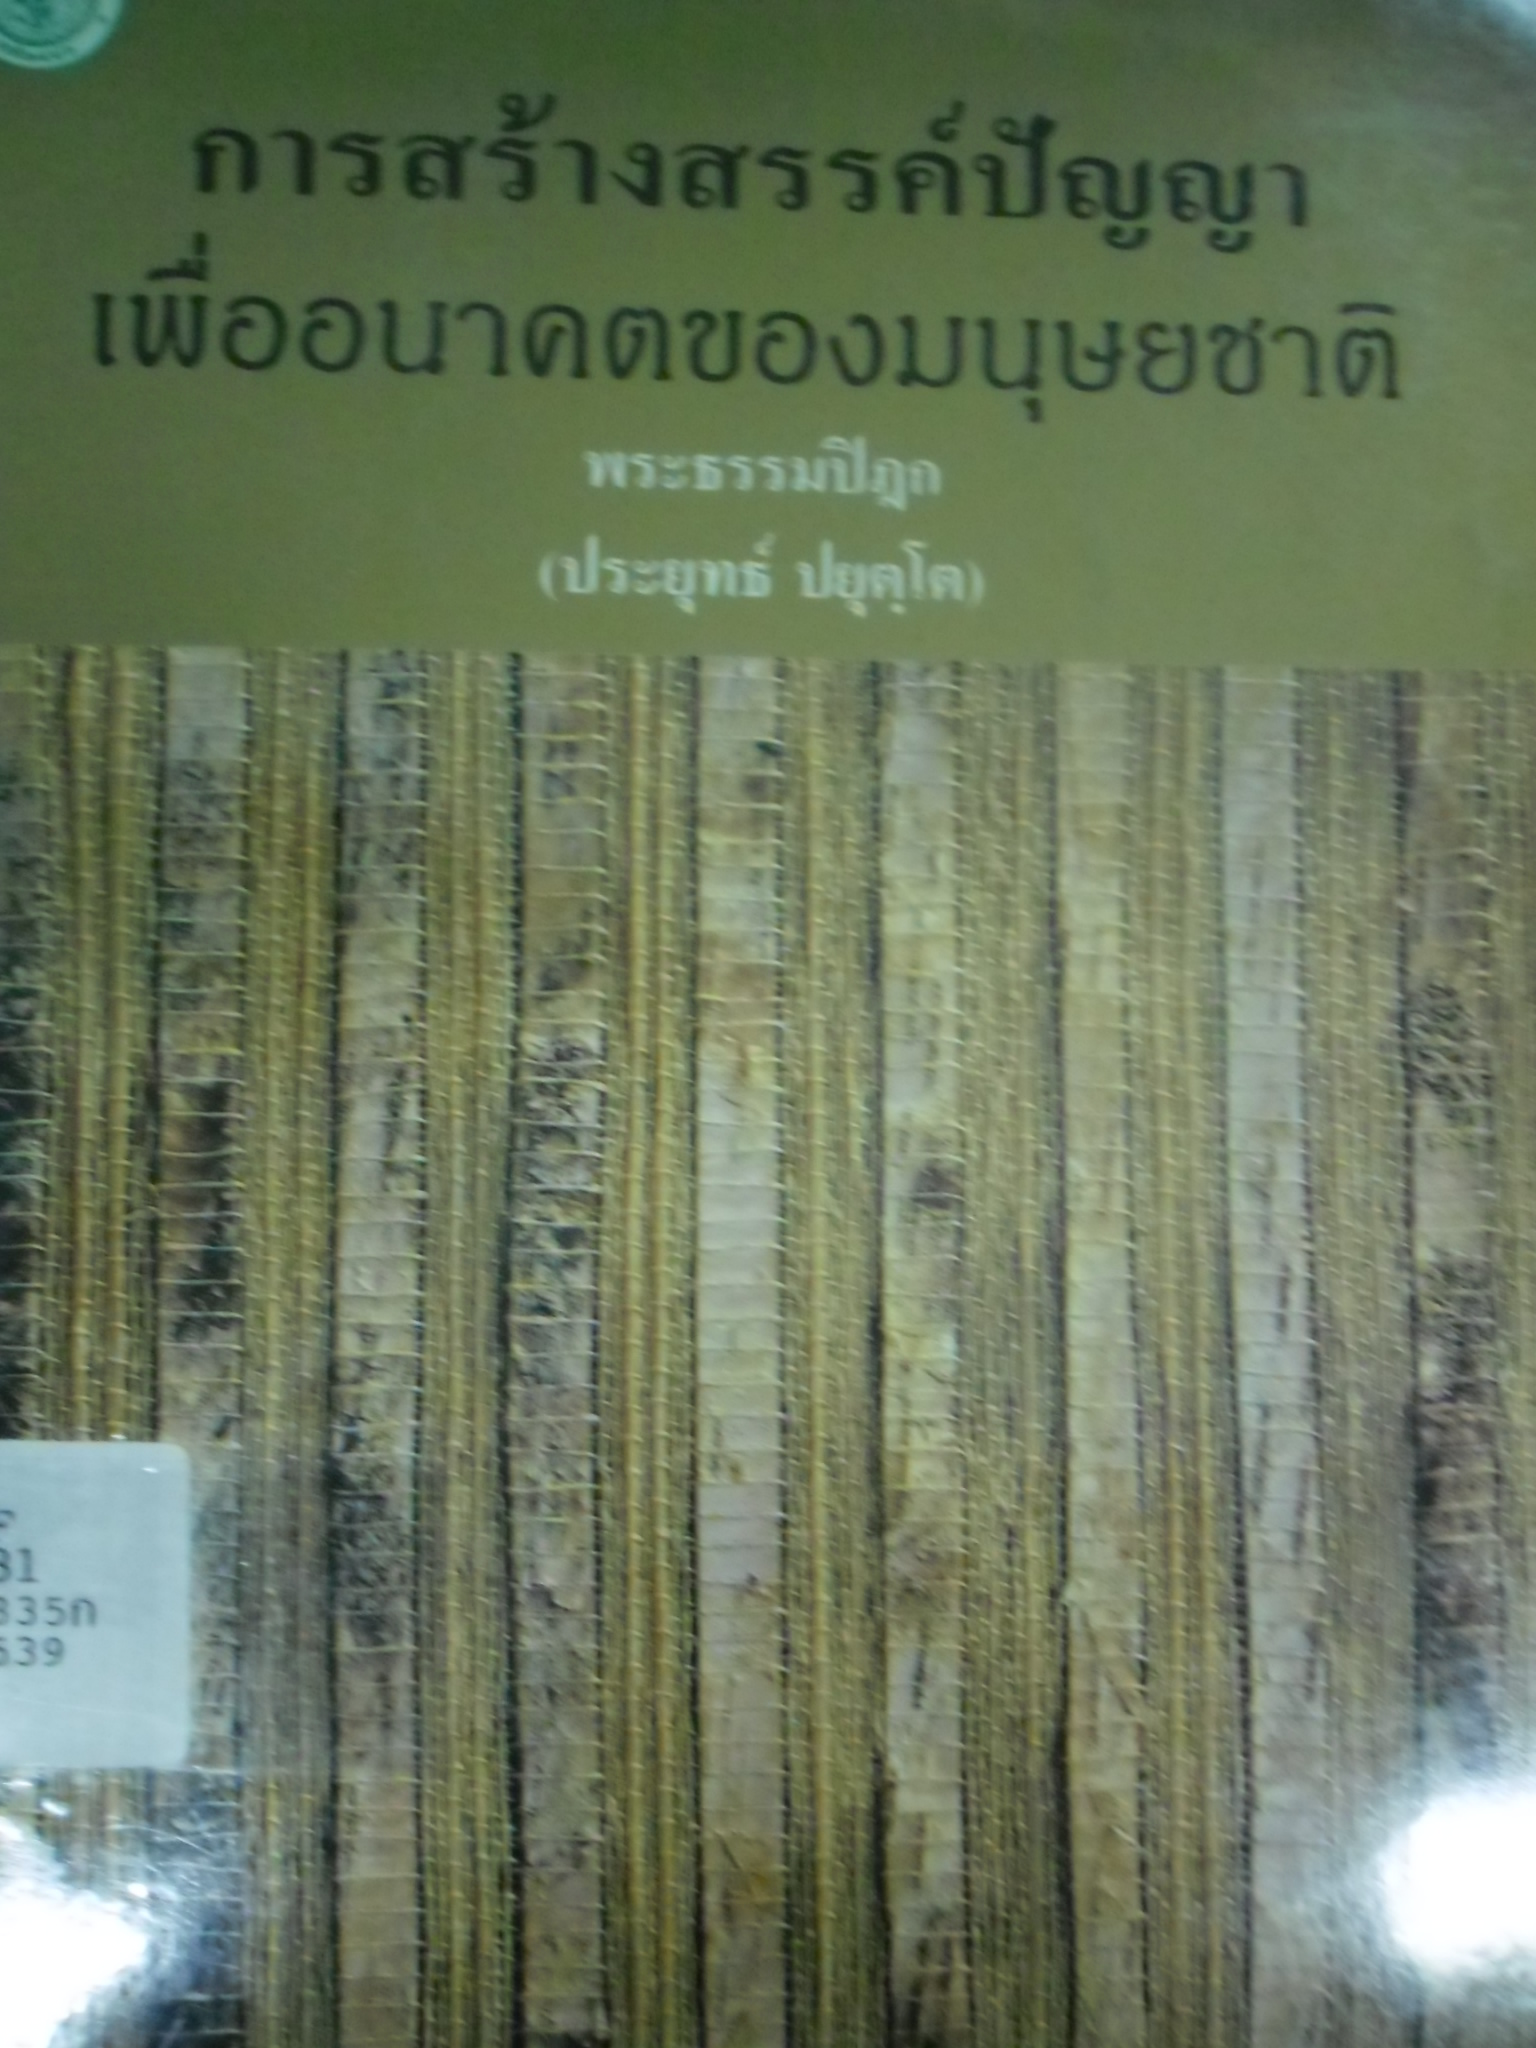 การสร้างสรรค์ปัญญา
เพื่ออนาคตของมนุษยชาติ
พระธรรมปิฎก
(ประยุทธ์ ปยุตฺโต)
31
335ก
539